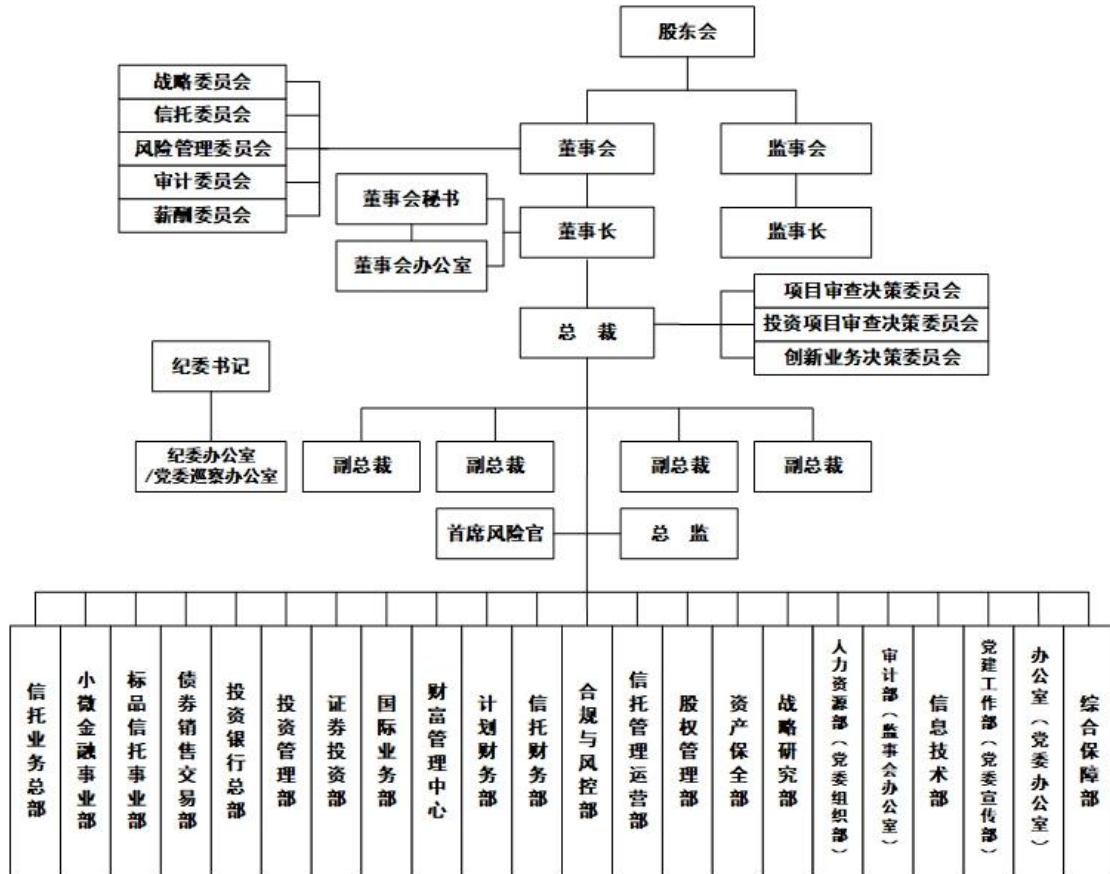 股东会
战略委员会
信托委员会
风险管理委员会
审计委员会
薪酬委员会
董事会
监事会
董事会秘书
董事会办公室
董事长
监事长
总 裁
项目审查决策委员会
投资项目审查决策委员会
创新业务决策委员会
纪委书记
纪委办公室
/党委巡察办公室
副总裁
副总裁
副总裁
副总裁
首席风险官
总 监
信托业务总部
小微金融事业部
标品信托事业部
债券销售交易部
投资银行总部
投资管理部
证券投资部
国际业务部
财富管理中心
计划财务部
信托财务部
合规与风控部
信托管理运营部
股权管理部
资产保全部
战略研究部
人力资源部（党委组织部）
审计部（监事会办公室）
信息技术部
党建工作部（党委宣传部）
办公室（党委办公室）
综合保障部